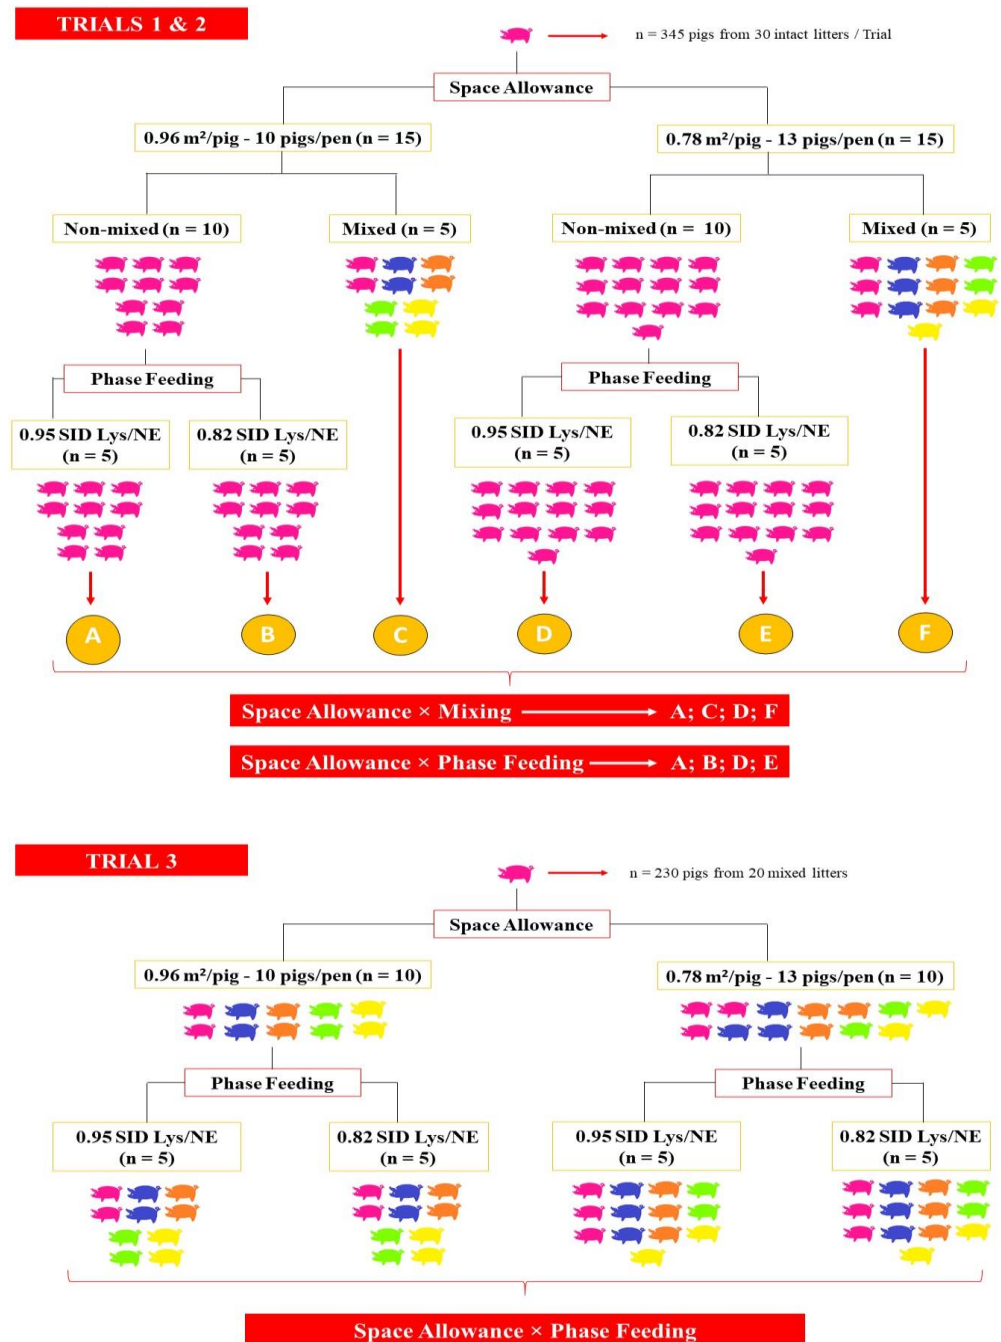 TRIALS 1 & 2
n = 345 pigs from 30 intact litters / Trial
Space Allowance
0.96 m²/pig - 10 pigs/pen (n = 15)
0.78 m²/pig - 13 pigs/pen (n = 15)
Non-mixed (n = 10)
Mixed (n = 5)
Non-mixed (n = 10)
Mixed (n = 5)
Phase Feeding
Phase Feeding
0.95 SID Lys/NE
(n = 5)
0.82 SID Lys/NE
(n = 5)
0.95 SID Lys/NE
(n = 5)
0.82 SID Lys/NE
(n = 5)
A
B
C
D
E
F
Space Allowance × Mixing A; C; D; F
Space Allowance × Phase Feeding A; B; D; E
TRIAL 3
n = 230 pigs from 20 mixed litters
Space Allowance
0.96 m²/pig - 10 pigs/pen (n = 10)
0.78 m²/pig - 13 pigs/pen (n = 10)
Phase Feeding
Phase Feeding
0.95 SID Lys/NE
(n = 5)
0.82 SID Lys/NE
(n = 5)
0.95 SID Lys/NE
(n = 5)
0.82 SID Lys/NE
(n = 5)
Space Allowance × Phase Feeding